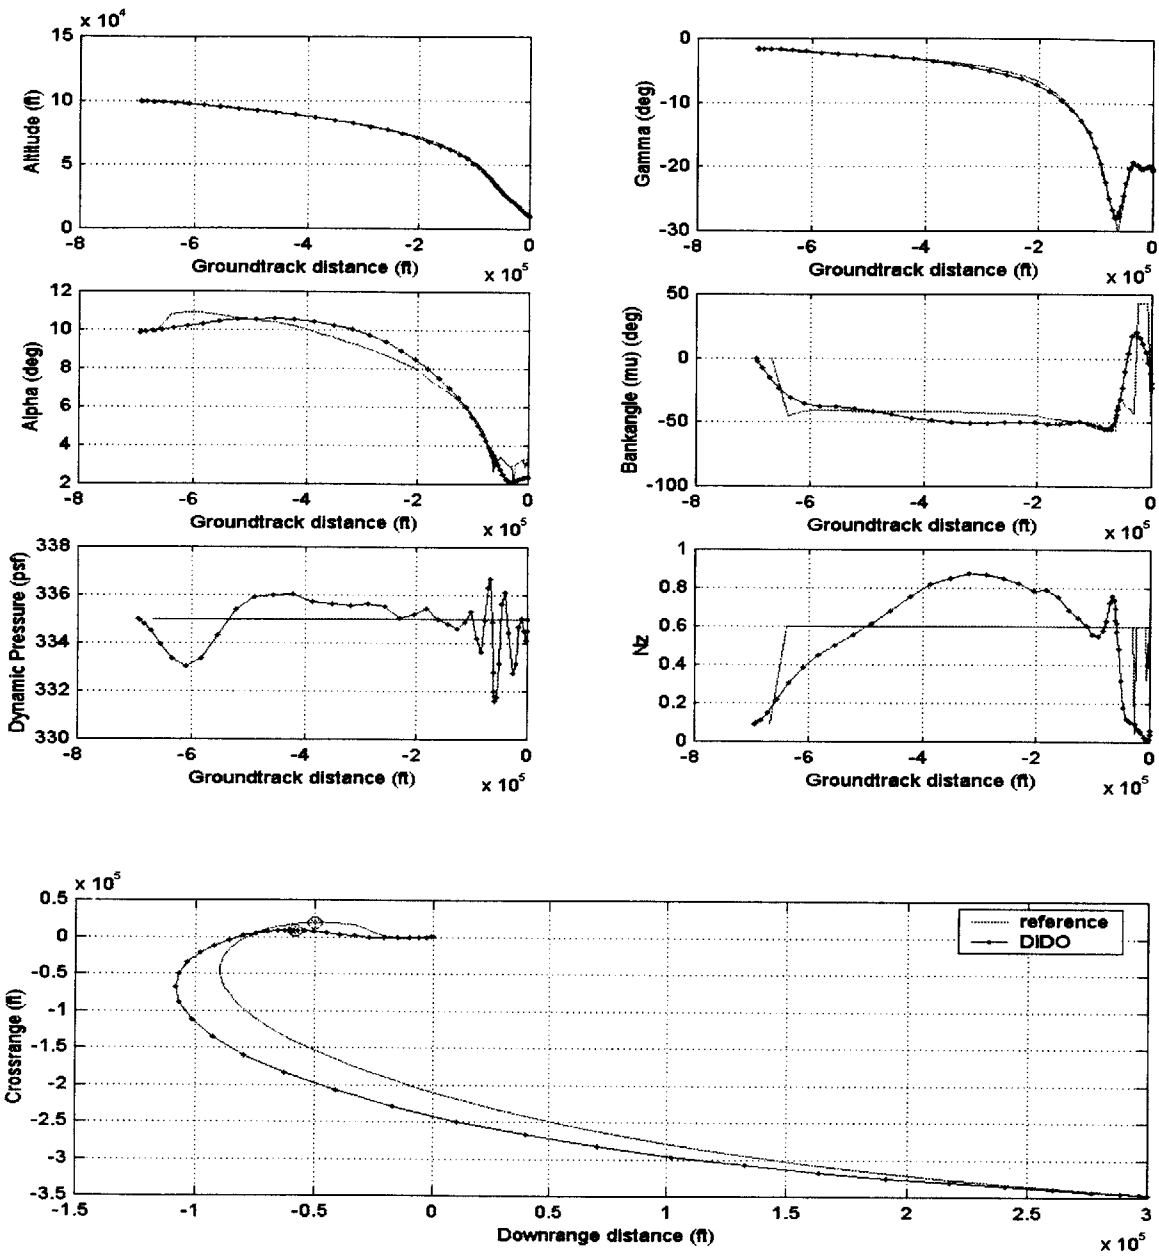 x 10^4
15
10
5
0
Altitude (ft)
-8 -6 -4 -2 0
Groundtrack distance (ft)
x 10^5
0
-10
-20
-30
Gamma (deg)
-8 -6 -4 -2 0
Groundtrack distance (ft)
x 10^5
12
10
8
6
4
2
Alpha (deg)
-8 -6 -4 -2 0
Groundtrack distance (ft)
x 10^5
50
0
-50
-100
Bankangle (mu) (deg)
-8 -6 -4 -2 0
Groundtrack distance (ft)
x 10^5
338
336
334
332
330
Dynamic Pressure (psf)
-8 -6 -4 -2 0
Groundtrack distance (ft)
x 10^5
1
0.8
0.6
0.4
0.2
0
Nz
-8 -6 -4 -2 0
Groundtrack distance (ft)
x 10^5
x 10^5
0.5
0
-0.5
-1
-1.5
-2
-2.5
-3
-3.5
Crossrange (ft)
reference
DIDO
-1.5 -1 -0.5 0 0.5 1 1.5 2 2.5 3
Downrange distance (ft)
x 10^5